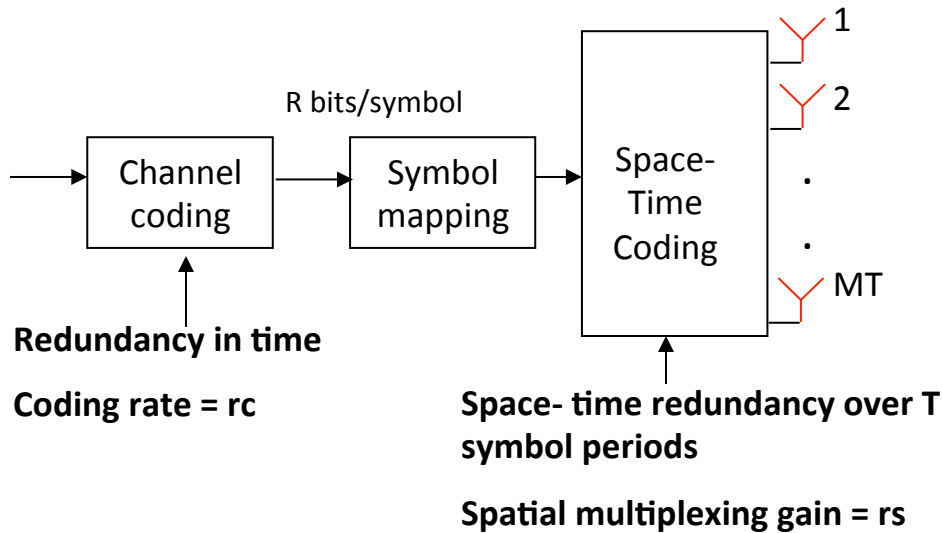 1
2
R bits/symbol
Channel
coding
Symbol
mapping
Space-
Time
Coding
.
.
MT
Redundancy in time
Coding rate = rc
Space- time redundancy over T
symbol periods
Spatial multiplexing gain = rs